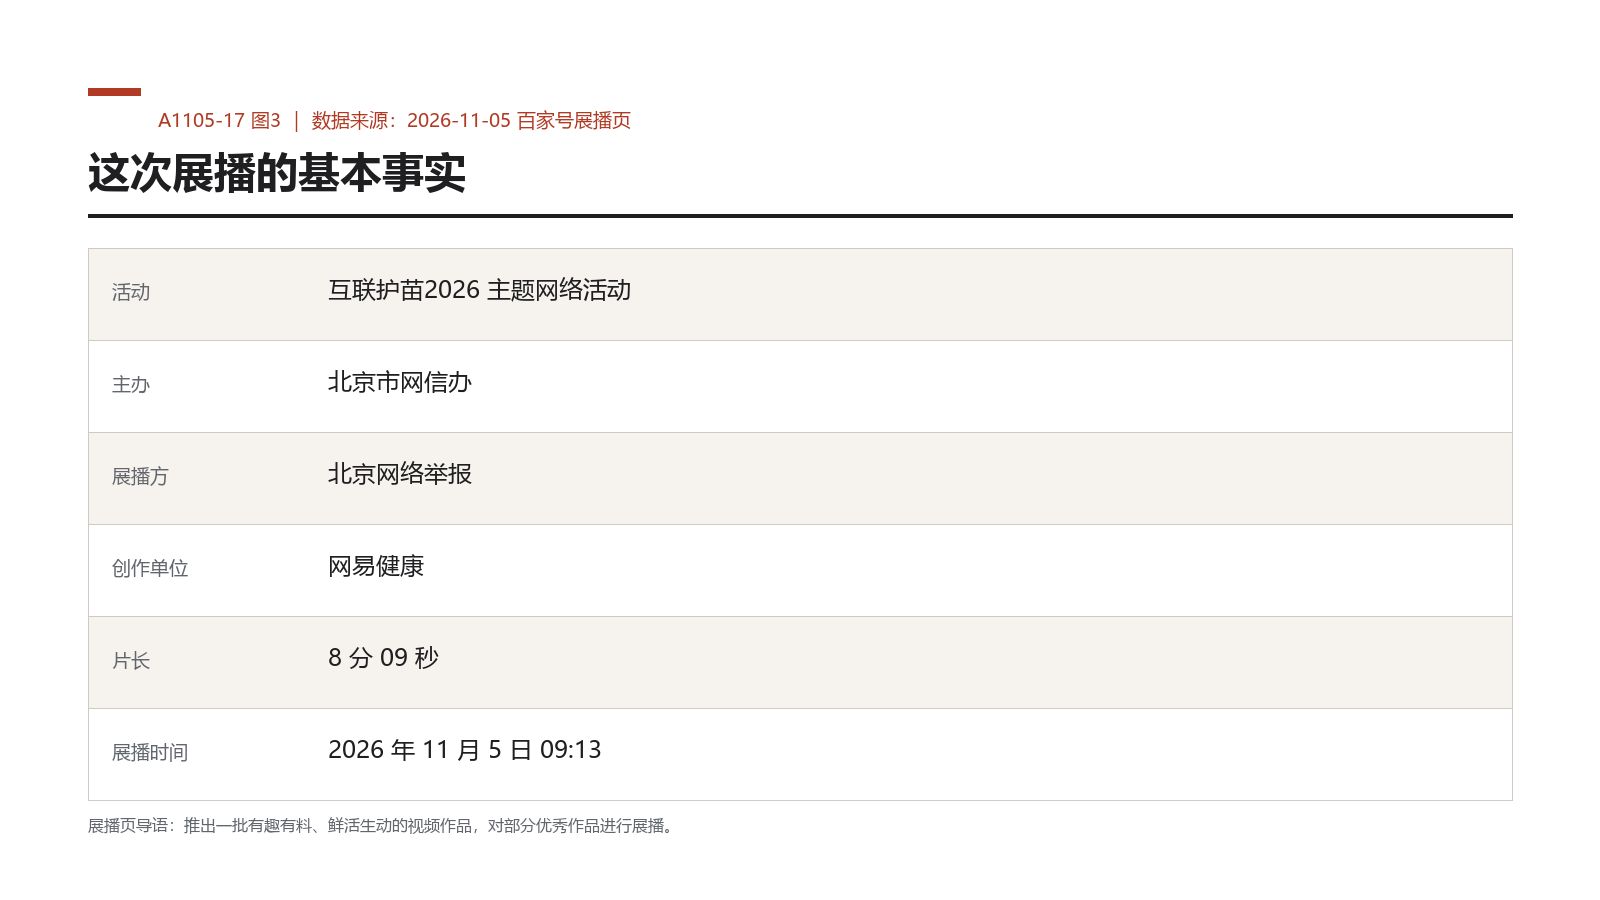 A1105-17 图3 | 数据来源：2026-11-05 百家号展播页
这次展播的基本事实
活动 互联护苗2026 主题网络活动
主办 北京市网信办
展播方 北京网络举报
创作单位 网易健康
片长 8 分 09 秒
展播时间 2026 年 11 月 5 日 09:13
展播页导语：推出一批有趣有料、鲜活生动的视频作品，对部分优秀作品进行展播。